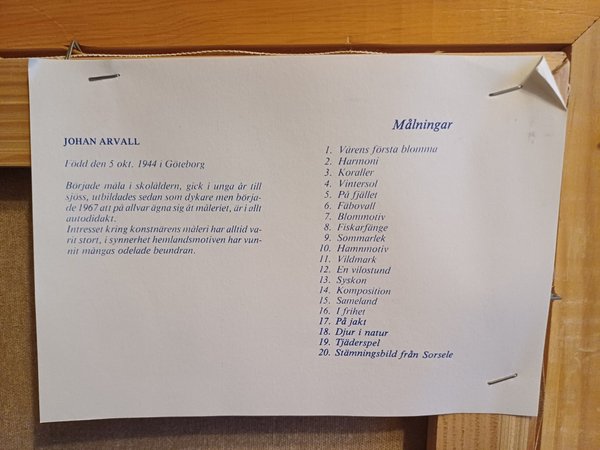 JOHAN ARVALL
Född den 5 okt. 1944 i Göteborg
Började måla i skolåldern, gick i unga år till
sjöss, utbildades sedan som dykare men börja-
de 1967 att på allvar ägna sig åt måleriet, är i allt
autodidakt.
Intresset kring konstnärens måleri har alltid va-
rit stort, i synnerhet hemlandsmotiven har vun-
nit mångas odelade beundran.
Målningar
1. Vårens första blomma
2. Harmoni
3. Koraller
4. Vintersol
5. På fjället
6. Fäbovall
7. Blommotiv
8. Fiskarfänge
9. Sommarlek
10. Hamnmotiv
11. Vildmark
12. En vilostund
13. Syskon
14. Komposition
15. Sameland
16. I frihet
17. På jakt
18. Djur i natur
19. Tjäderspel
20. Stämningsbild från Sorsele